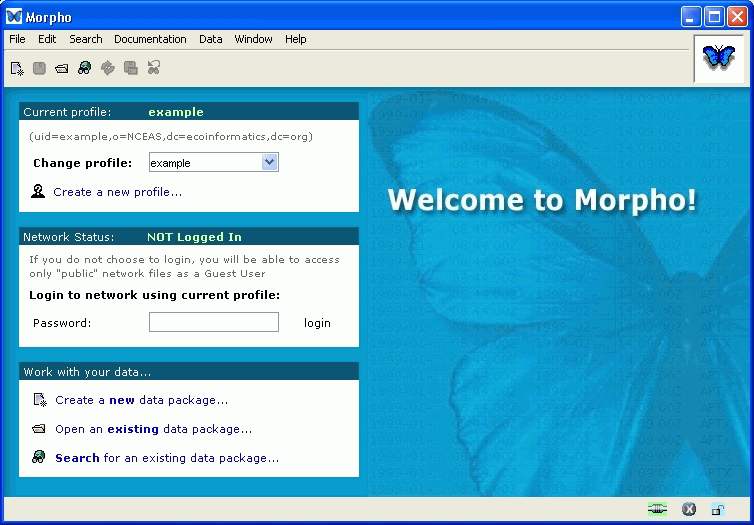 Morpho
File Edit Search Documentation Data Window Help
Current profile: example
(uid=example,o=NCEAS,dc=ecoinformatics,dc=org)
Change profile: example
Create a new profile...
Welcome to Morpho!
Network Status: NOT Logged In
If you do not choose to login, you will be able to access
only "public" network files as a Guest User
Login to network using current profile:
Password: login
Work with your data...
Create a new data package...
Open an existing data package...
Search for an existing data package...